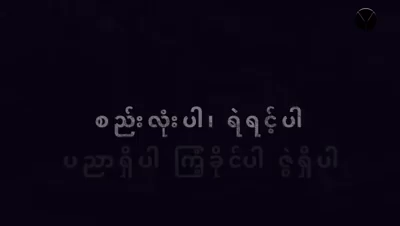 စည်းလုံးပါ၊ ရဲရင့်ပါ
ပညာရှိပါ ကြံ့ခိုင်ပါ ဇွဲရှိပါ